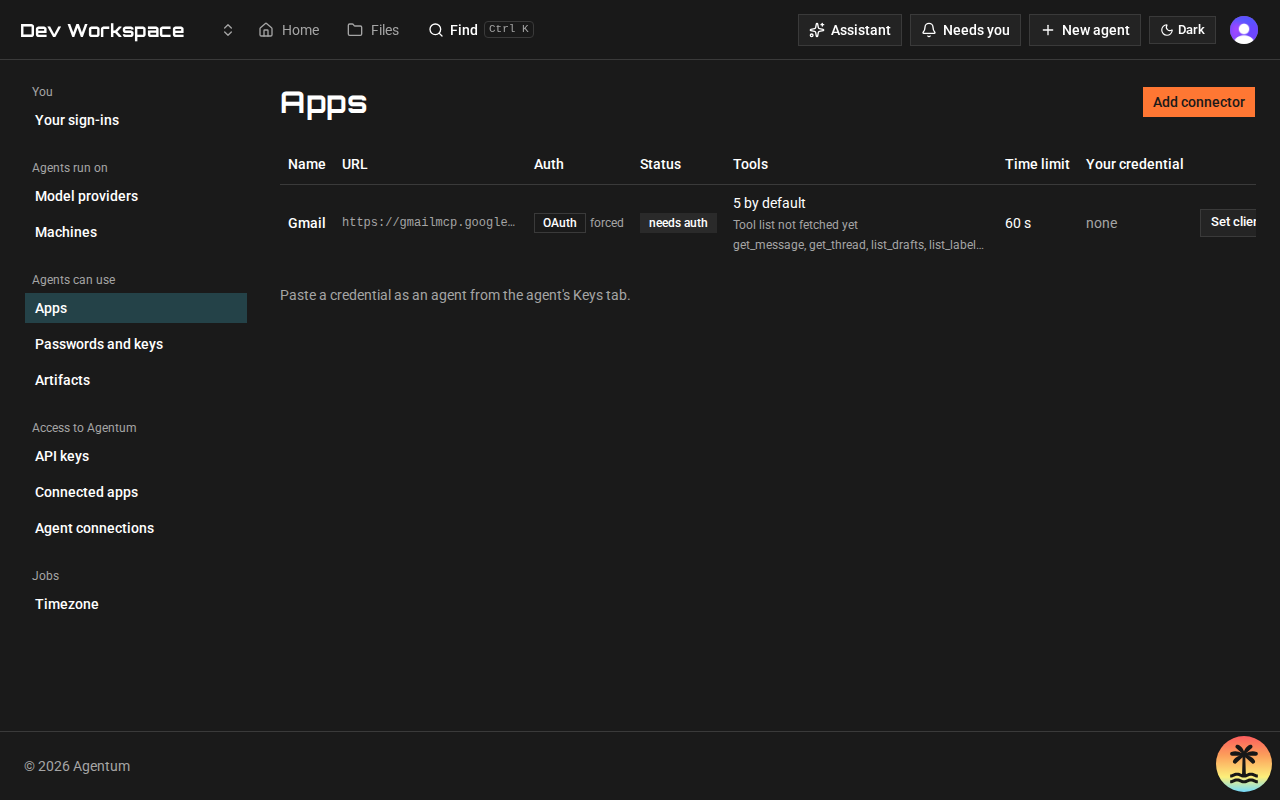 Dev Workspace
Home
Files
Find Ctrl K
Assistant
Needs you
New agent
Dark
You
Your sign-ins
Agents run on
Model providers
Machines
Agents can use
Apps
Passwords and keys
Artifacts
Access to Agentum
API keys
Connected apps
Agent connections
Jobs
Timezone
Apps
Add connector
Name URL Auth Status Tools Time limit Your credential
Gmail https://gmailmcp.google… OAuth forced needs auth
5 by default
Tool list not fetched yet
get_message, get_thread, list_drafts, list_label…
60 s none Set clien
Paste a credential as an agent from the agent's Keys tab.
© 2026 Agentum